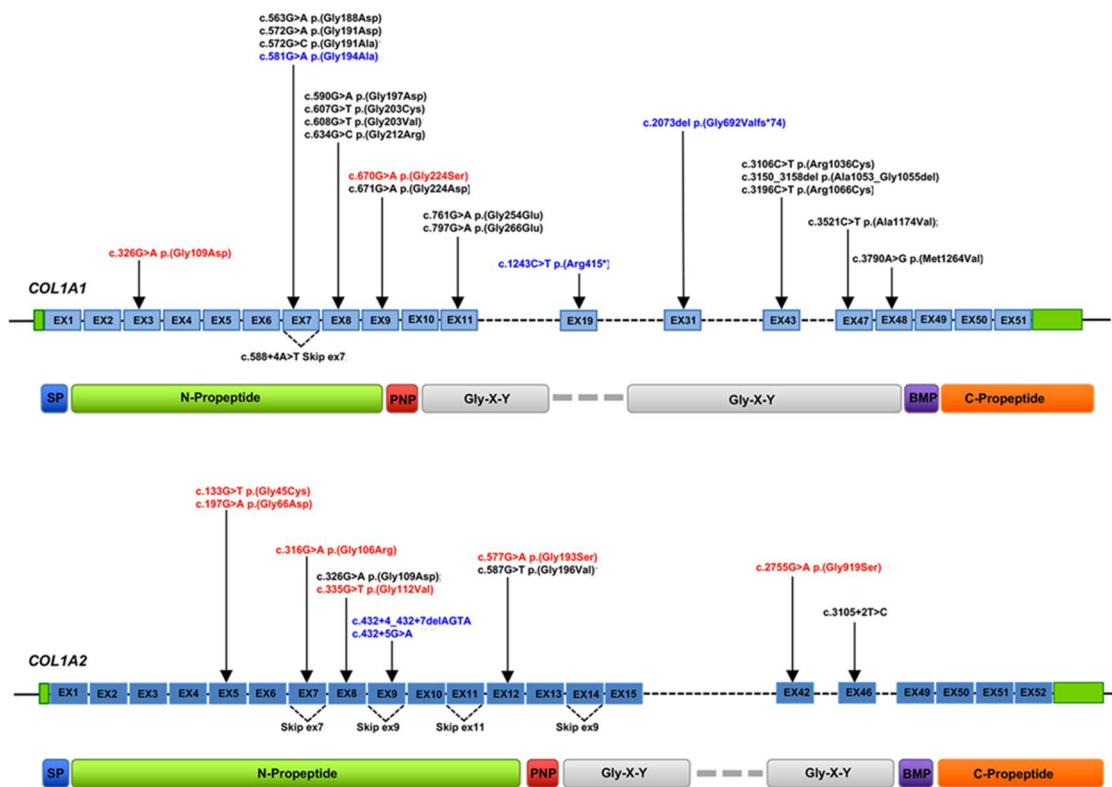 c.563G>A p.(Gly188Asp)
c.572G>A p.(Gly191Asp)
c.572G>C p.(Gly191Ala)
c.581G>A p.(Gly194Ala)
c.590G>A p.(Gly197Asp)
c.607G>T p.(Gly203Cys)
c.608G>T p.(Gly203Val)
c.634G>C p.(Gly212Arg)
c.670G>A p.(Gly224Ser)
c.671G>A p.(Gly224Asp)
c.761G>A p.(Gly254Glu)
c.797G>A p.(Gly266Glu)
c.326G>A p.(Gly109Asp)
c.1243C>T p.(Arg415*)
c.2073del p.(Gly692Valfs*74)
c.3106C>T p.(Arg1036Cys)
c.3150_3158del p.(Ala1053_Gly1055del)
c.3196C>T p.(Arg1066Cys)
c.3521C>T p.(Ala1174Val);
c.3790A>G p.(Met1264Val)
COL1A1
EX1 EX2 EX3 EX4 EX5 EX6 EX7 EX8 EX9 EX10 EX11 EX19 EX31 EX43 EX47 EX48 EX49 EX50 EX51
c.588+4A>T Skip ex7
SP N-Propeptide PNP Gly-X-Y Gly-X-Y BMP C-Propeptide
c.133G>T p.(Gly45Cys)
c.197G>A p.(Gly66Asp)
c.316G>A p.(Gly106Arg)
c.326G>A p.(Gly109Asp);
c.335G>T p.(Gly112Val)
c.432+4_432+7delAGTA
c.432+5G>A
c.577G>A p.(Gly193Ser)
c.587G>T p.(Gly196Val)
c.2755G>A p.(Gly919Ser)
c.3105+2T>C
COL1A2
EX1 EX2 EX3 EX4 EX5 EX6 EX7 EX8 EX9 EX10 EX11 EX12 EX13 EX14 EX15 EX42 EX46 EX49 EX50 EX51 EX52
Skip ex7 Skip ex9 Skip ex11 Skip ex9
SP N-Propeptide PNP Gly-X-Y Gly-X-Y BMP C-Propeptide